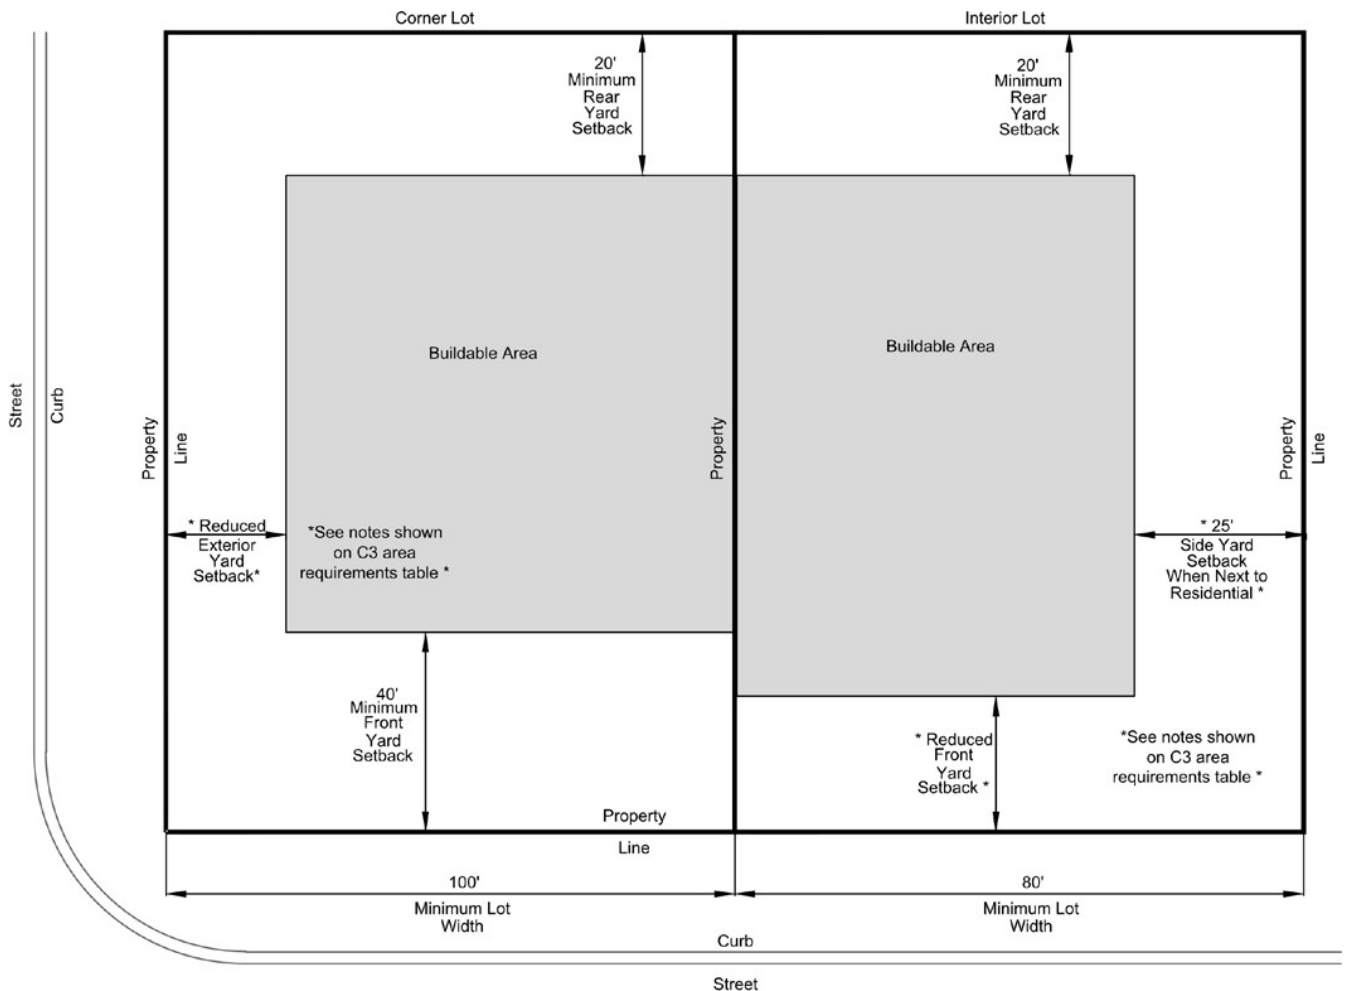 Corner Lot
Interior Lot
20'
Minimum
Rear
Yard
Setback
20'
Minimum
Rear
Yard
Setback
Buildable Area
Buildable Area
Street
Curb
Property
Line
Property
Property
Line
* Reduced
Exterior
Yard
Setback*
*See notes shown
on C3 area
requirements table *
* 25'
Side Yard
Setback
When Next to
Residential *
40'
Minimum
Front
Yard
Setback
* Reduced
Front
Yard
Setback *
*See notes shown
on C3 area
requirements table *
Property
Line
100'
Minimum Lot
Width
80'
Minimum Lot
Width
Curb
Street